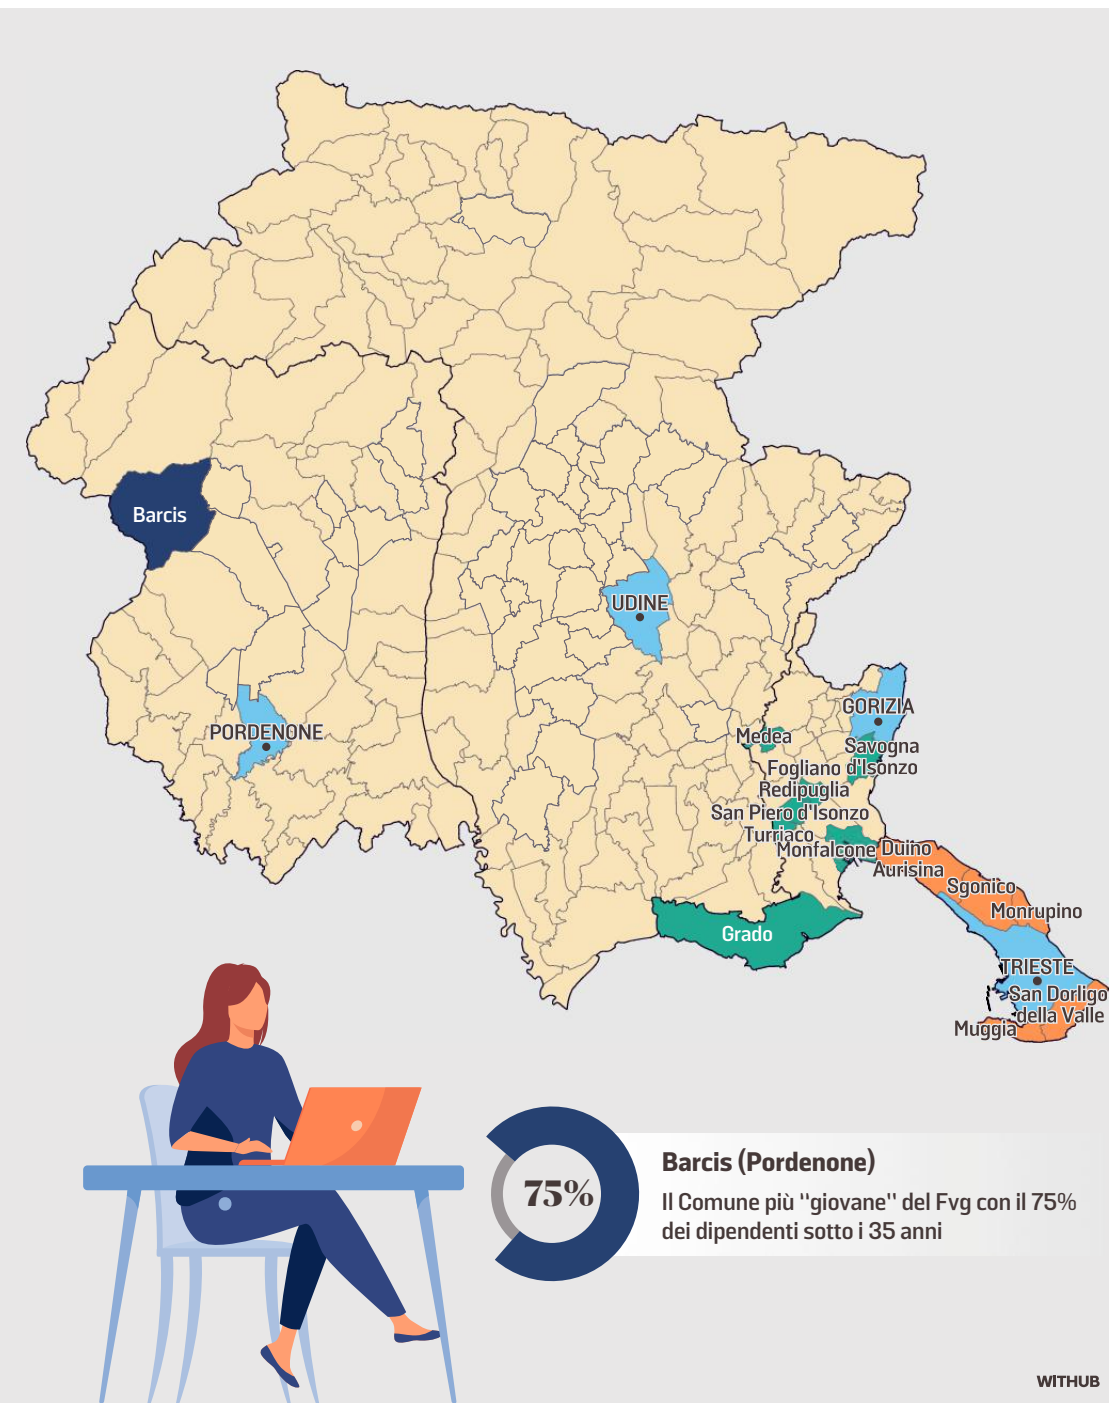 Barcis
UDINE
PORDENONE
GORIZIA
Medea
Savogna
d'Isonzo
Fogliano
Redipuglia
San Piero d'Isonzo
Turriaco
Monfalcone
Duino
Aurisina
Sgonico
Monrupino
Grado
TRIESTE
San Dorligo
della Valle
Muggia
75%
Barcis (Pordenone)
Il Comune più "giovane" del Fvg con il 75%
dei dipendenti sotto i 35 anni
WITHUB